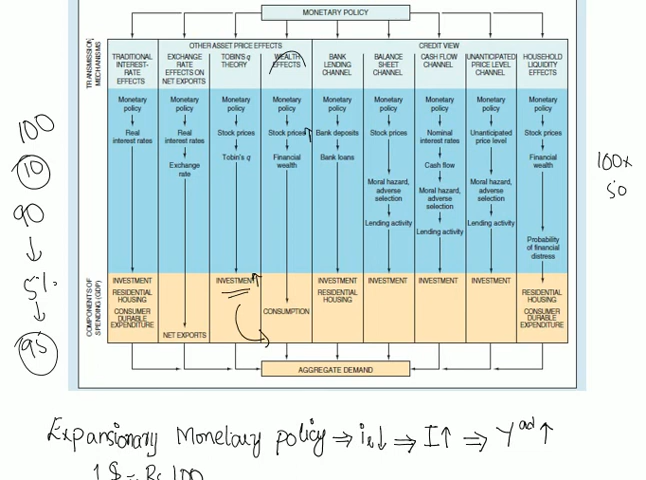 MONETARY POLICY
TRANSMISSION MECHANISMS
OTHER ASSET PRICE EFFECTS
CREDIT VIEW
TRADITIONAL INTEREST-RATE EFFECTS
EXCHANGE RATE EFFECTS ON NET EXPORTS
TOBIN'S q THEORY
WEALTH EFFECTS
BANK LENDING CHANNEL
BALANCE SHEET CHANNEL
CASH FLOW CHANNEL
UNANTICIPATED PRICE LEVEL CHANNEL
HOUSEHOLD LIQUIDITY EFFECTS
Monetary policy
Real interest rates
INVESTMENT
RESIDENTIAL HOUSING
CONSUMER DURABLE EXPENDITURE
Monetary policy
Real interest rates
Exchange rate
NET EXPORTS
Monetary policy
Stock prices
Tobin's q
INVESTMENT ↑
Monetary policy
Stock prices ↑
Financial wealth
CONSUMPTION
Monetary policy
Bank deposits
Bank loans
INVESTMENT
RESIDENTIAL HOUSING
Monetary policy
Stock prices
Moral hazard, adverse selection
Lending activity
INVESTMENT
Monetary policy
Nominal interest rates
Cash flow
Moral hazard, adverse selection
Lending activity
INVESTMENT
Monetary policy
Unanticipated price level
Moral hazard, adverse selection
Lending activity
INVESTMENT
Monetary policy
Stock prices
Financial wealth
Probability of financial distress
RESIDENTIAL HOUSING
CONSUMER DURABLE EXPENDITURE
COMPONENTS OF SPENDING (GDP)
AGGREGATE DEMAND
100
10
90
↓
5%
↓
95
100x
50
Expansionary Monetary policy ⇒ ir↓ ⇒ I↑ ⇒ Y^ad ↑
1 $ = Rs 100